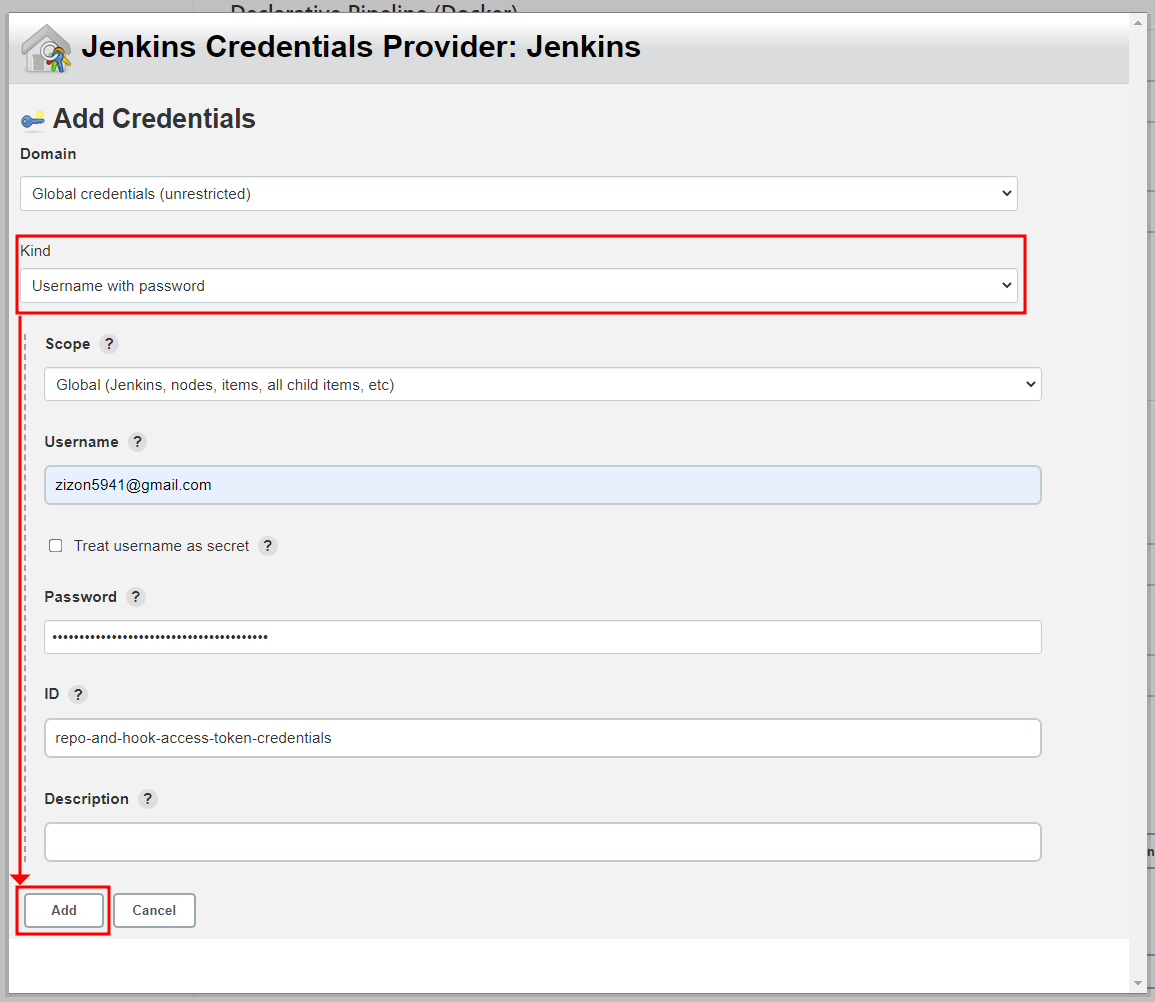 Declarative Pipeline (Docker)
Jenkins Credentials Provider: Jenkins
Add Credentials
Domain
Global credentials (unrestricted)
Kind
Username with password
Scope ?
Global (Jenkins, nodes, items, all child items, etc)
Username ?
zizon5941@gmail.com
Treat username as secret ?
Password ?
••••••••••••••••••••••••••••••••••••••••
ID ?
repo-and-hook-access-token-credentials
Description ?
Add Cancel